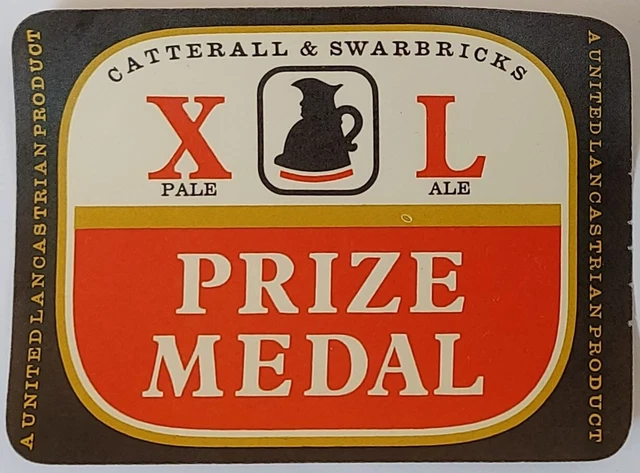 CATTERALL & SWARBRICKS
X L
PALE ALE
PRIZE
MEDAL
A UNITED LANCASTRIAN PRODUCT
A UNITED LANCASTRIAN PRODUCT